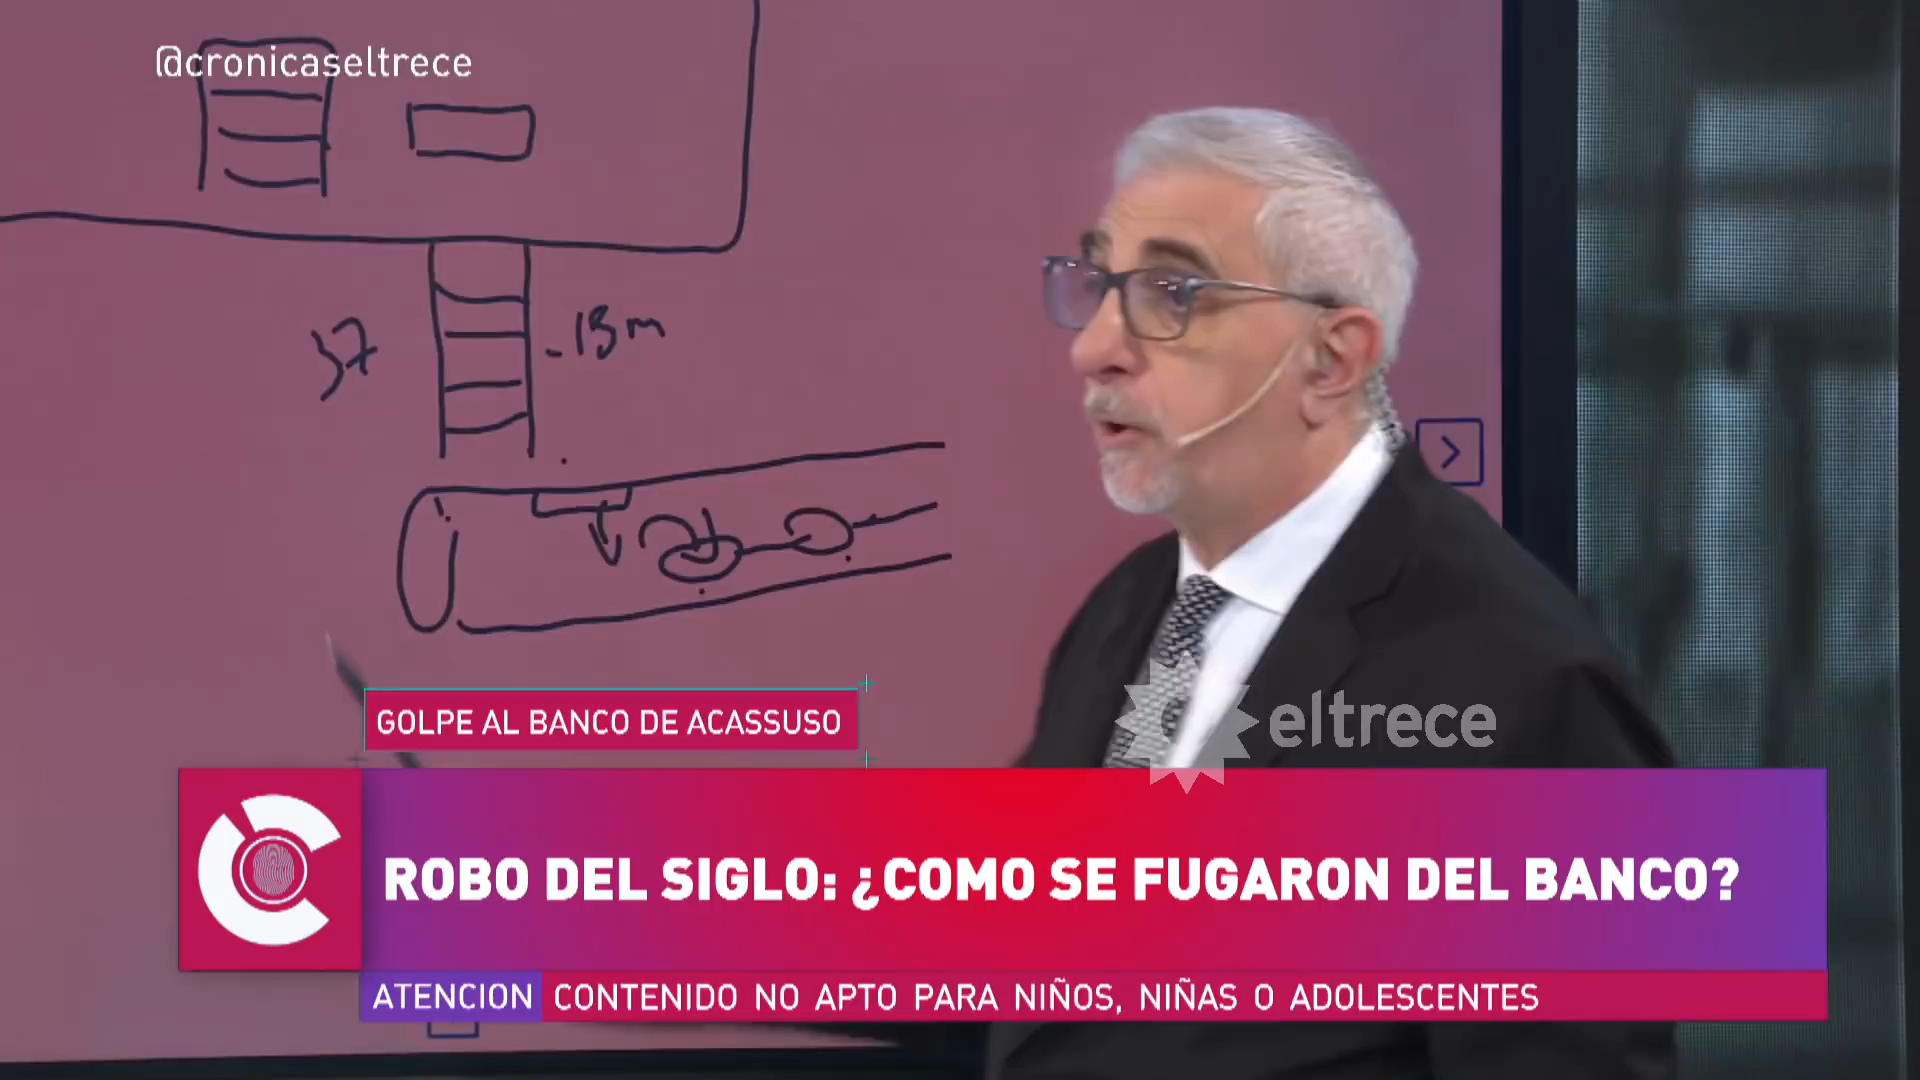 @cronicaseltrece
37
- 15m
GOLPE AL BANCO DE ACASSUSO
eltrece
ROBO DEL SIGLO: ¿COMO SE FUGARON DEL BANCO?
ATENCION CONTENIDO NO APTO PARA NIÑOS, NIÑAS O ADOLESCENTES